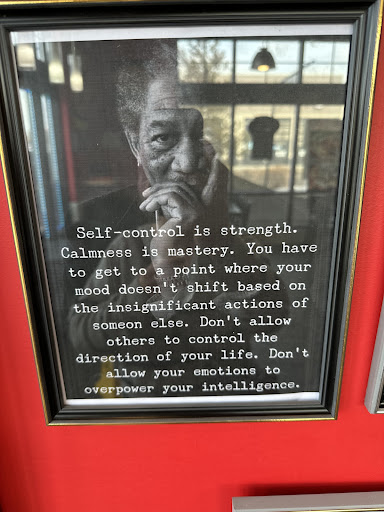 Self-control is strength.
Calmness is mastery. You have
to get to a point where your
mood doesn't shift based on
the insignificant actions of
someon else. Don't allow
others to control the
direction of your life. Don't
allow your emotions to
overpower your intelligence.